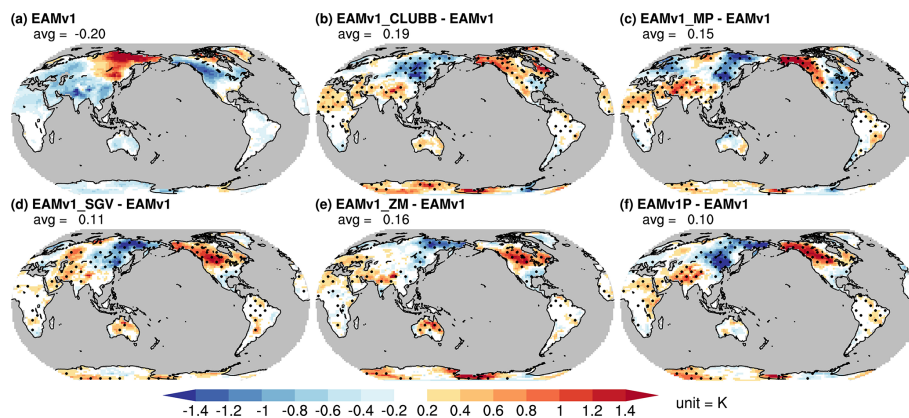 (a) EAMv1
avg = -0.20
(b) EAMv1_CLUBB - EAMv1
avg = 0.19
(c) EAMv1_MP - EAMv1
avg = 0.15
(d) EAMv1_SGV - EAMv1
avg = 0.11
(e) EAMv1_ZM - EAMv1
avg = 0.16
(f) EAMv1P - EAMv1
avg = 0.10
-1.4 -1.2 -1 -0.8 -0.6 -0.4 -0.2 0.2 0.4 0.6 0.8 1 1.2 1.4 unit = K